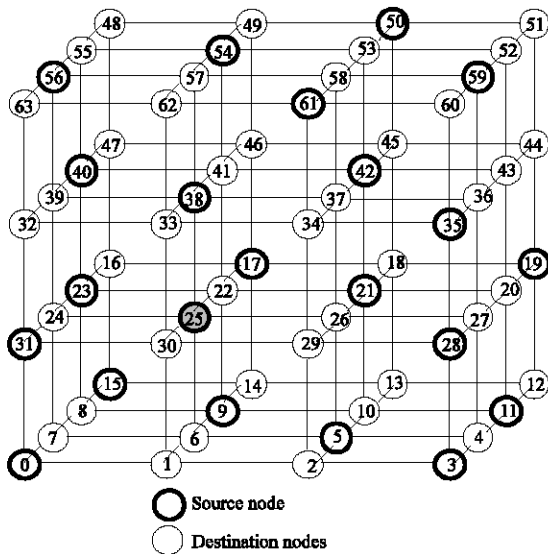 48 49 50 51
55 54 53 52
56 57 58 59
63 62 61 60
47 46 45 44
40 41 42 43
39 38 37 36
32 33 34 35
16 17 18 19
23 22 21 20
24 25 26 27
31 30 29 28
15 14 13 12
8 9 10 11
7 6 5 4
0 1 2 3
Source node
Destination nodes